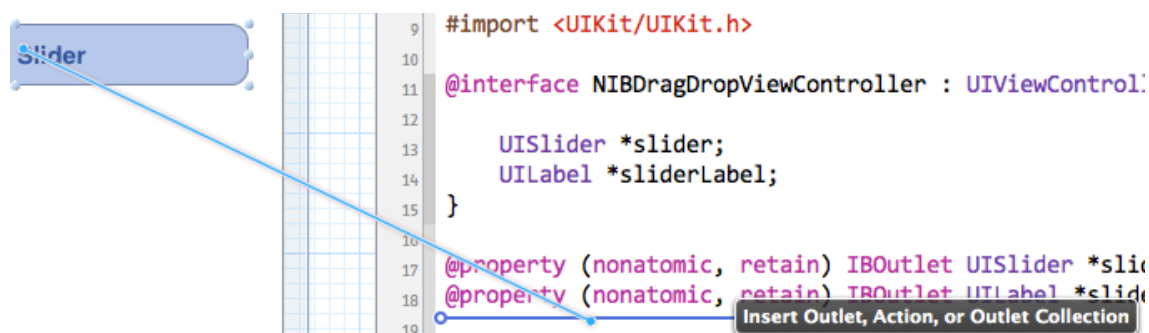 Slider
9 #import <UIKit/UIKit.h>
10
11 @interface NIBDragDropViewController : UIViewControl
12
13 UISlider *slider;
14 UILabel *sliderLabel;
15 }
16
17 @property (nonatomic, retain) IBOutlet UISlider *slid
18 @property (nonatomic, retain) IBOutlet UILabel *slide
19
Insert Outlet, Action, or Outlet Collection